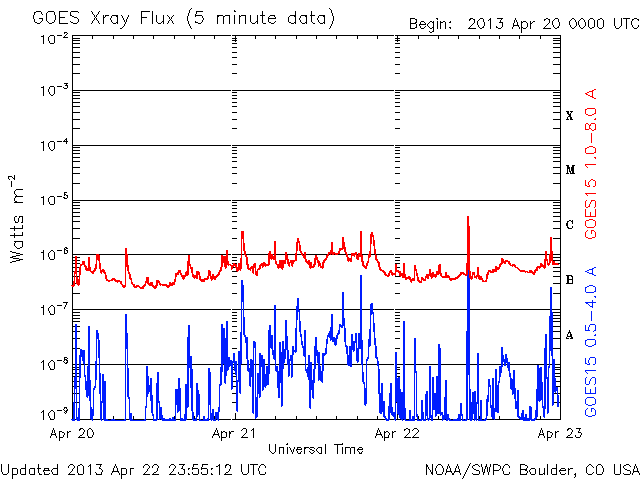 GOES Xray Flux (5 minute data)
Begin: 2013 Apr 20 0000 UTC
10-2
10-3
10-4
10-5
10-6
10-7
10-8
10-9
Watts m-2
X
M
C
B
A
GOES15 1.0-8.0 A
GOES15 0.5-4.0 A
Apr 20
Apr 21
Apr 22
Apr 23
Universal Time
Updated 2013 Apr 22 23:55:12 UTC
NOAA/SWPC Boulder, CO USA